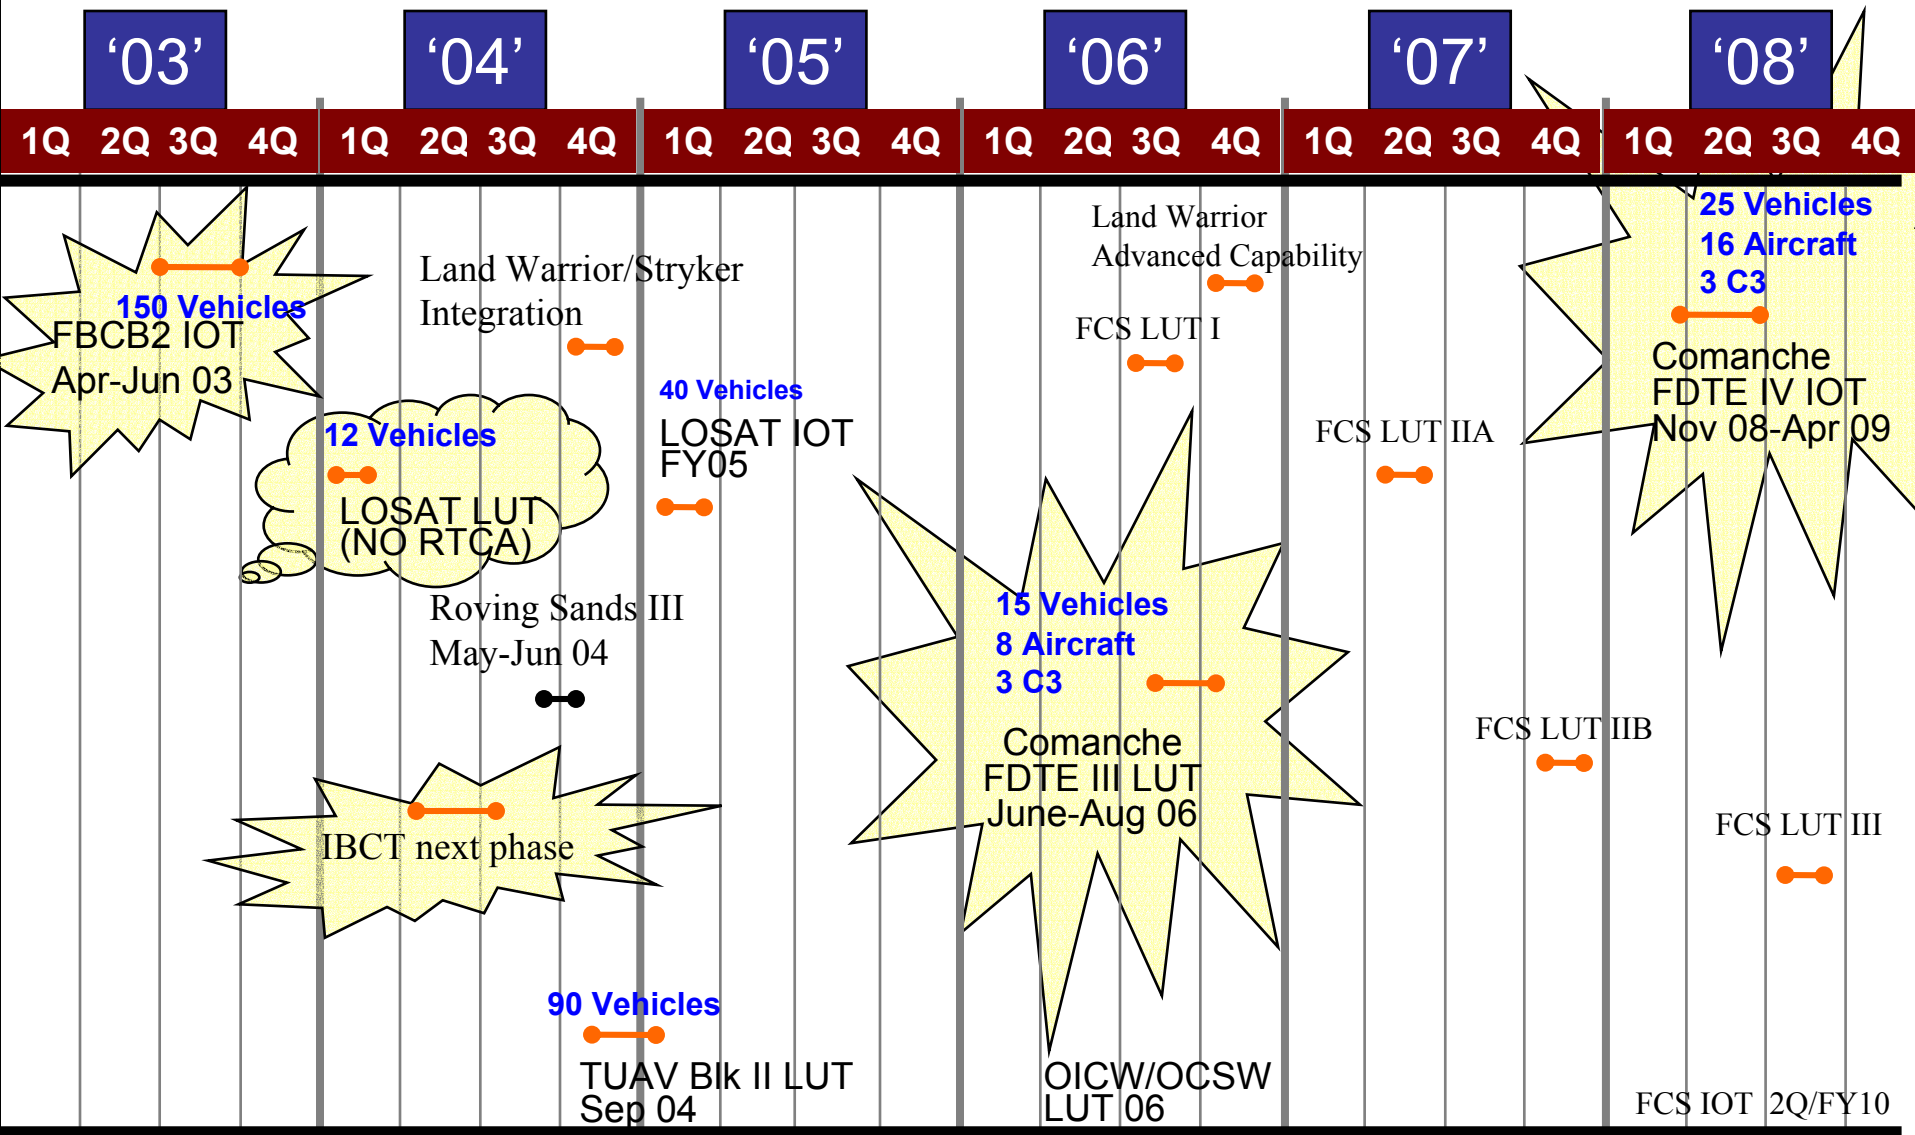 ‘03’ ‘04’ ‘05’ ‘06’ ‘07’ ‘08’
1Q 2Q 3Q 4Q 1Q 2Q 3Q 4Q 1Q 2Q 3Q 4Q 1Q 2Q 3Q 4Q 1Q 2Q 3Q 4Q 1Q 2Q 3Q 4Q
150 Vehicles
FBCB2 IOT
Apr-Jun 03
Land Warrior/Stryker
Integration
12 Vehicles
LOSAT LUT
(NO RTCA)
Roving Sands III
May-Jun 04
IBCT next phase
90 Vehicles
TUAV Blk II LUT
Sep 04
40 Vehicles
LOSAT IOT
FY05
Land Warrior
Advanced Capability
FCS LUT I
15 Vehicles
8 Aircraft
3 C3
Comanche
FDTE III LUT
June-Aug 06
OICW/OCSW
LUT 06
FCS LUT IIA
FCS LUT IIB
25 Vehicles
16 Aircraft
3 C3
Comanche
FDTE IV IOT
Nov 08-Apr 09
FCS LUT III
FCS IOT 2Q/FY10